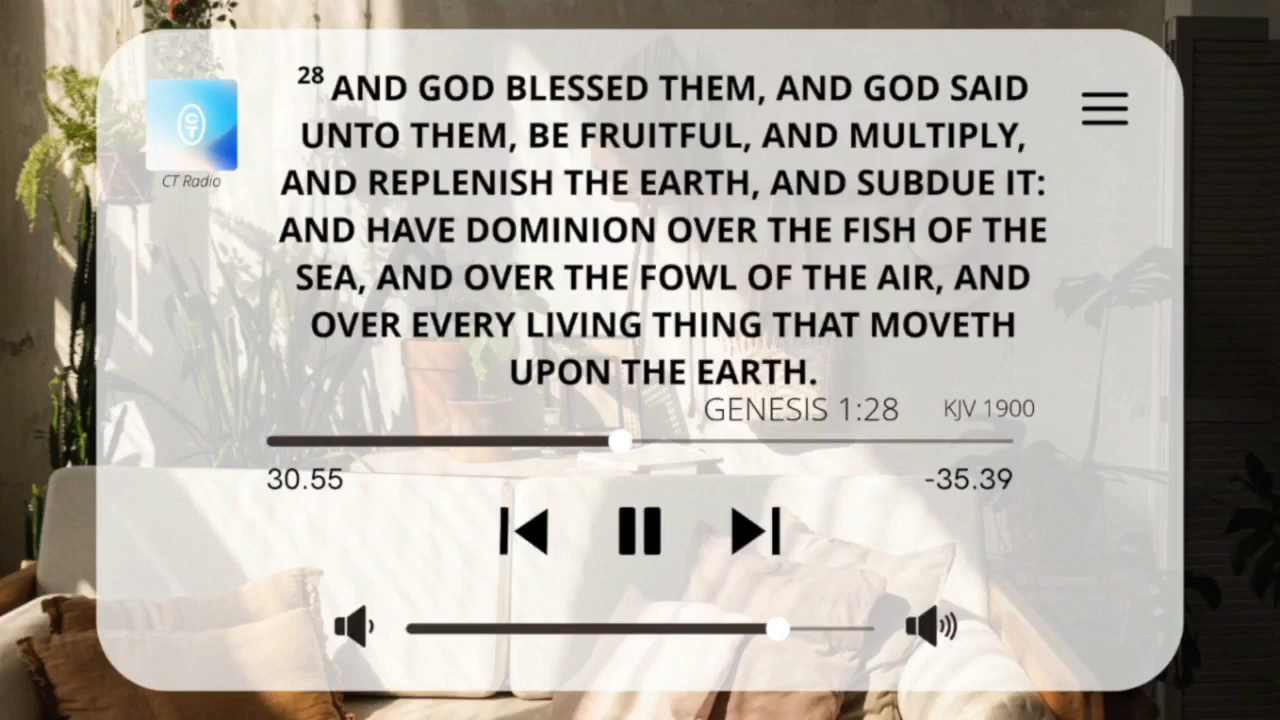 28 AND GOD BLESSED THEM, AND GOD SAID
UNTO THEM, BE FRUITFUL, AND MULTIPLY,
AND REPLENISH THE EARTH, AND SUBDUE IT:
AND HAVE DOMINION OVER THE FISH OF THE
SEA, AND OVER THE FOWL OF THE AIR, AND
OVER EVERY LIVING THING THAT MOVETH
UPON THE EARTH.
CT
CT Radio
GENESIS 1:28 KJV 1900
30.55 -35.39